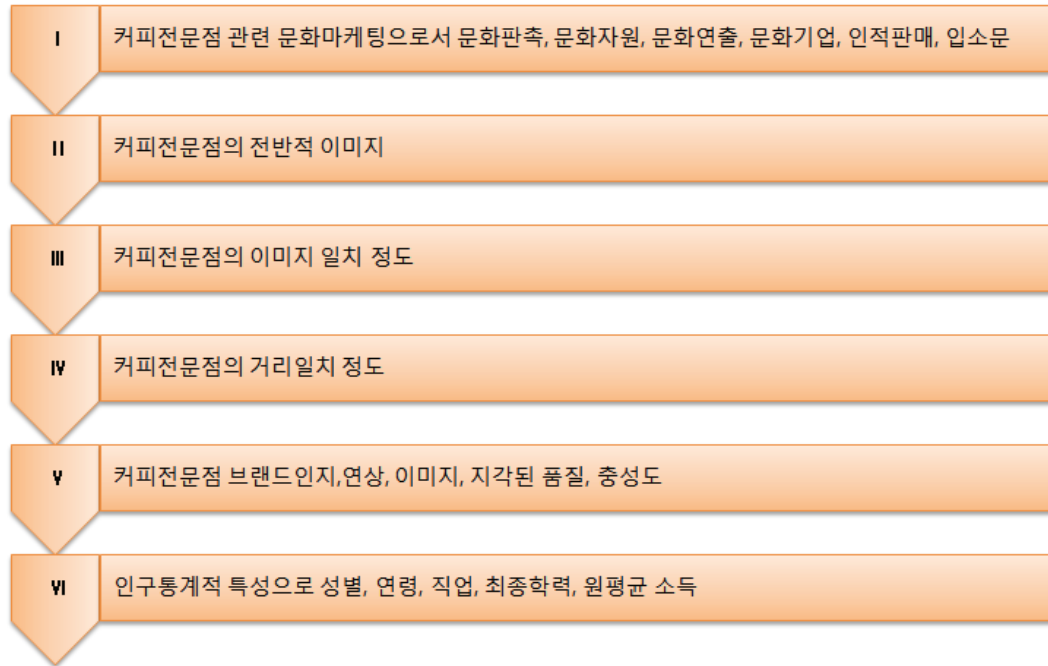 I
커피전문점 관련 문화마케팅으로서 문화판촉, 문화자원, 문화연출, 문화기업, 인적판매, 입소문
II
커피전문점의 전반적 이미지
III
커피전문점의 이미지 일치 정도
IV
커피전문점의 거리일치 정도
V
커피전문점 브랜드인지,연상, 이미지, 지각된 품질, 충성도
VI
인구통계적 특성으로 성별, 연령, 직업, 최종학력, 원평균 소득